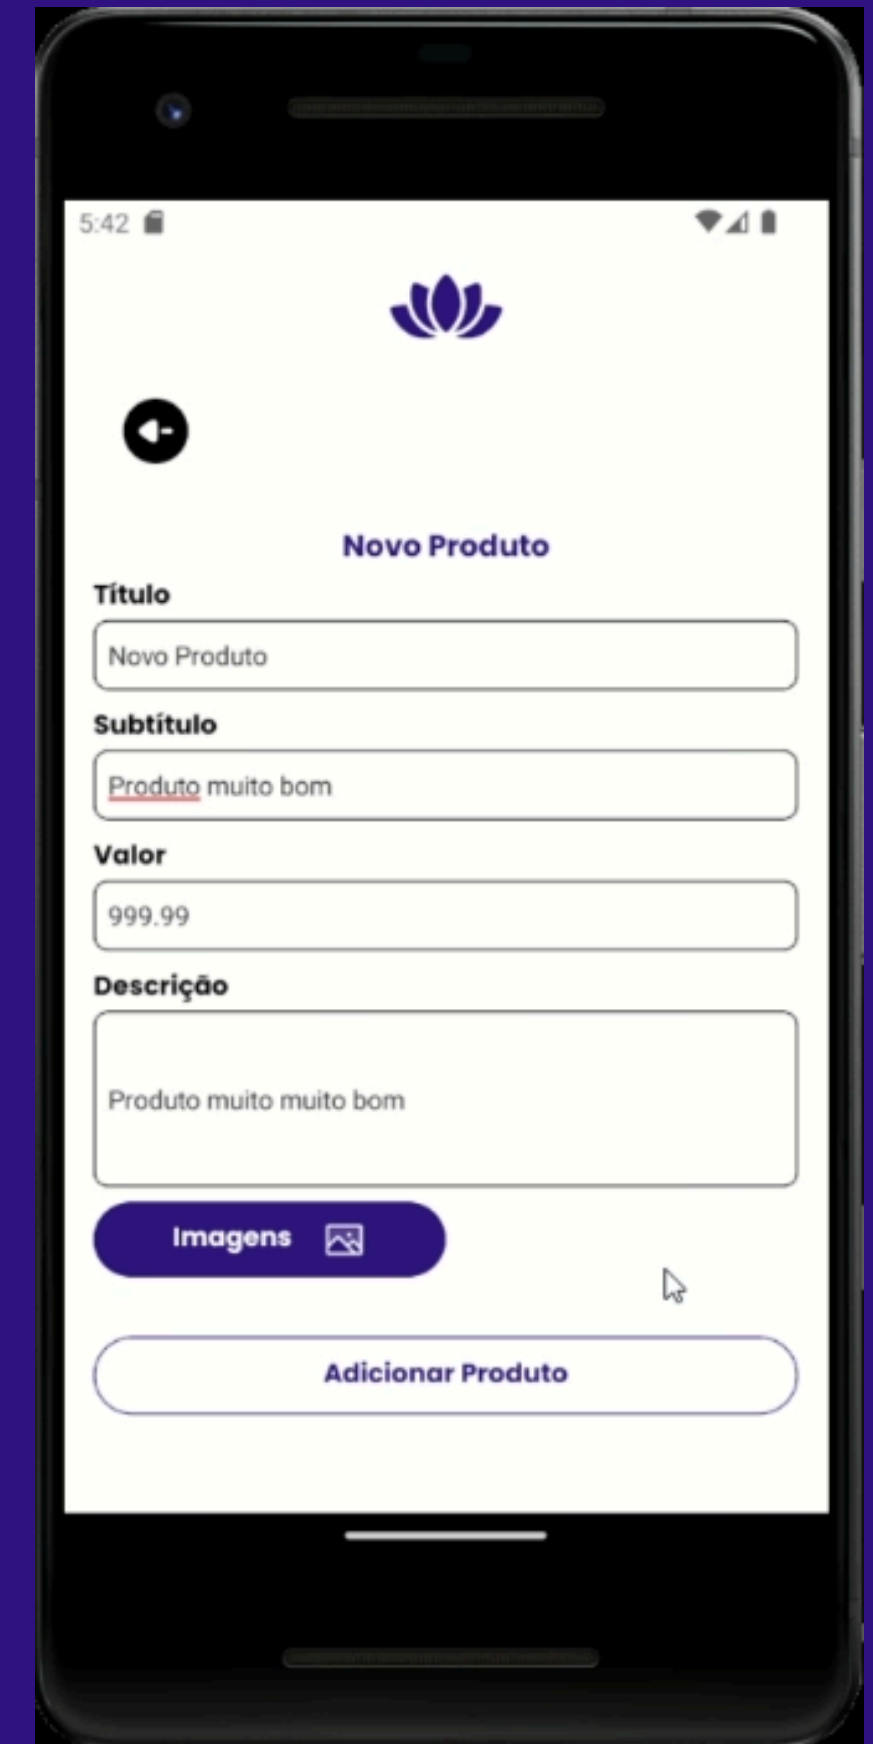 5:42
Novo Produto
Título
Novo Produto
Subtítulo
Produto muito bom
Valor
999.99
Descrição
Produto muito muito bom
Imagens
Adicionar Produto